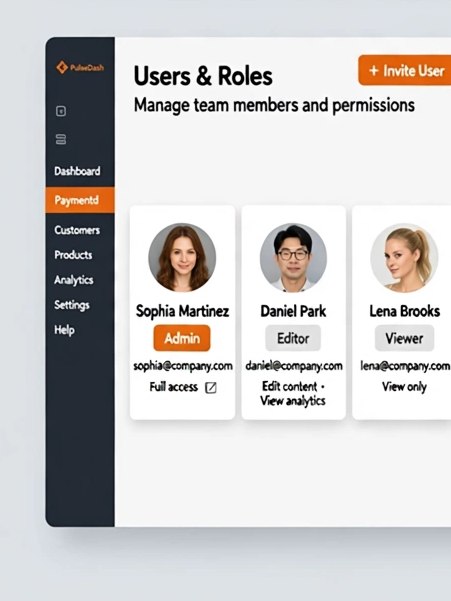 PulseDash
Users & Roles
+ Invite User
Manage team members and permissions
Dashboard
Paymentd
Customers
Products
Analytics
Settings
Help
Sophia Martinez
Admin
sophia@company.com
Full access
Daniel Park
Editor
daniel@company.com
Edit content •
View analytics
Lena Brooks
Viewer
lena@company.com
View only